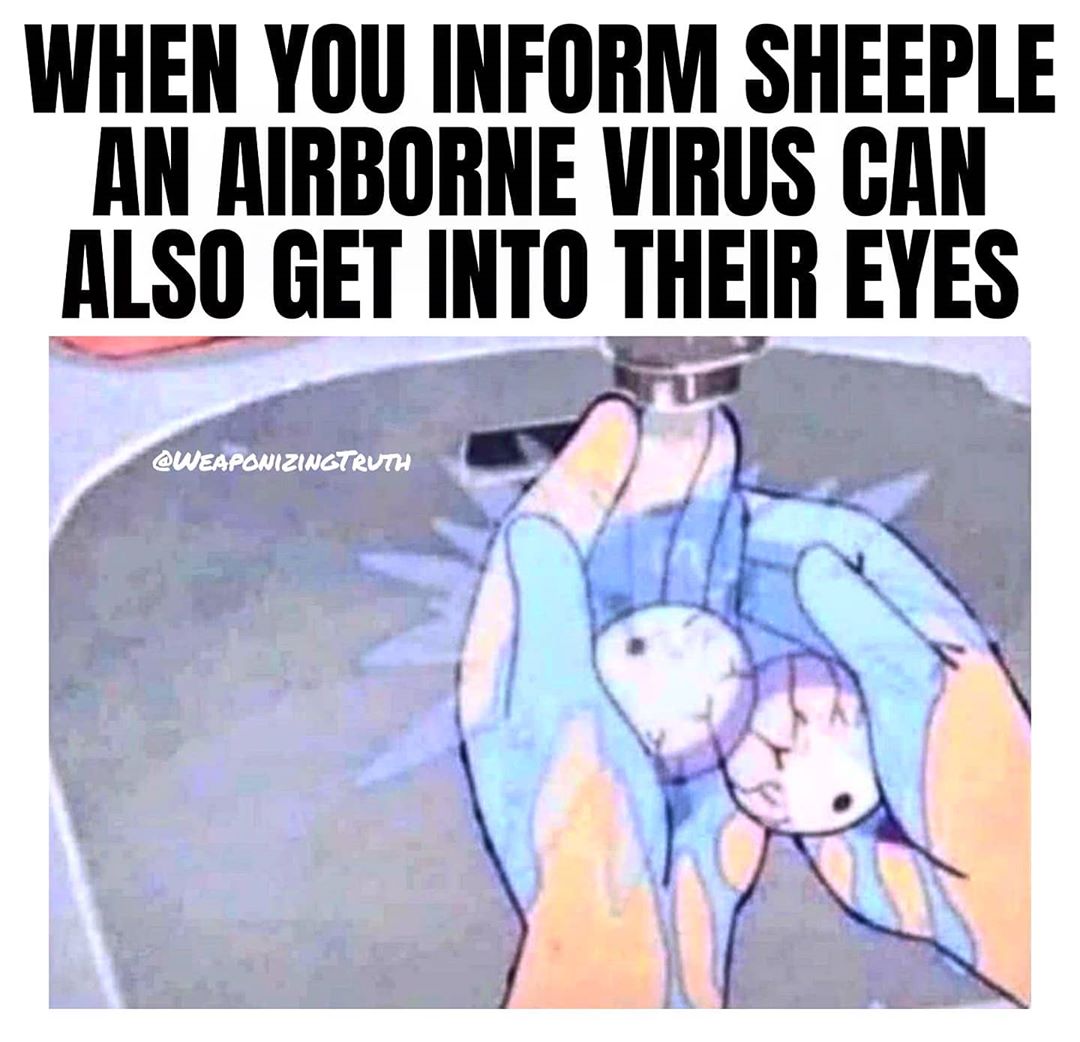 WHEN YOU INFORM SHEEPLE
AN AIRBORNE VIRUS CAN
ALSO GET INTO THEIR EYES
@WEAPONIZINGTRUTH